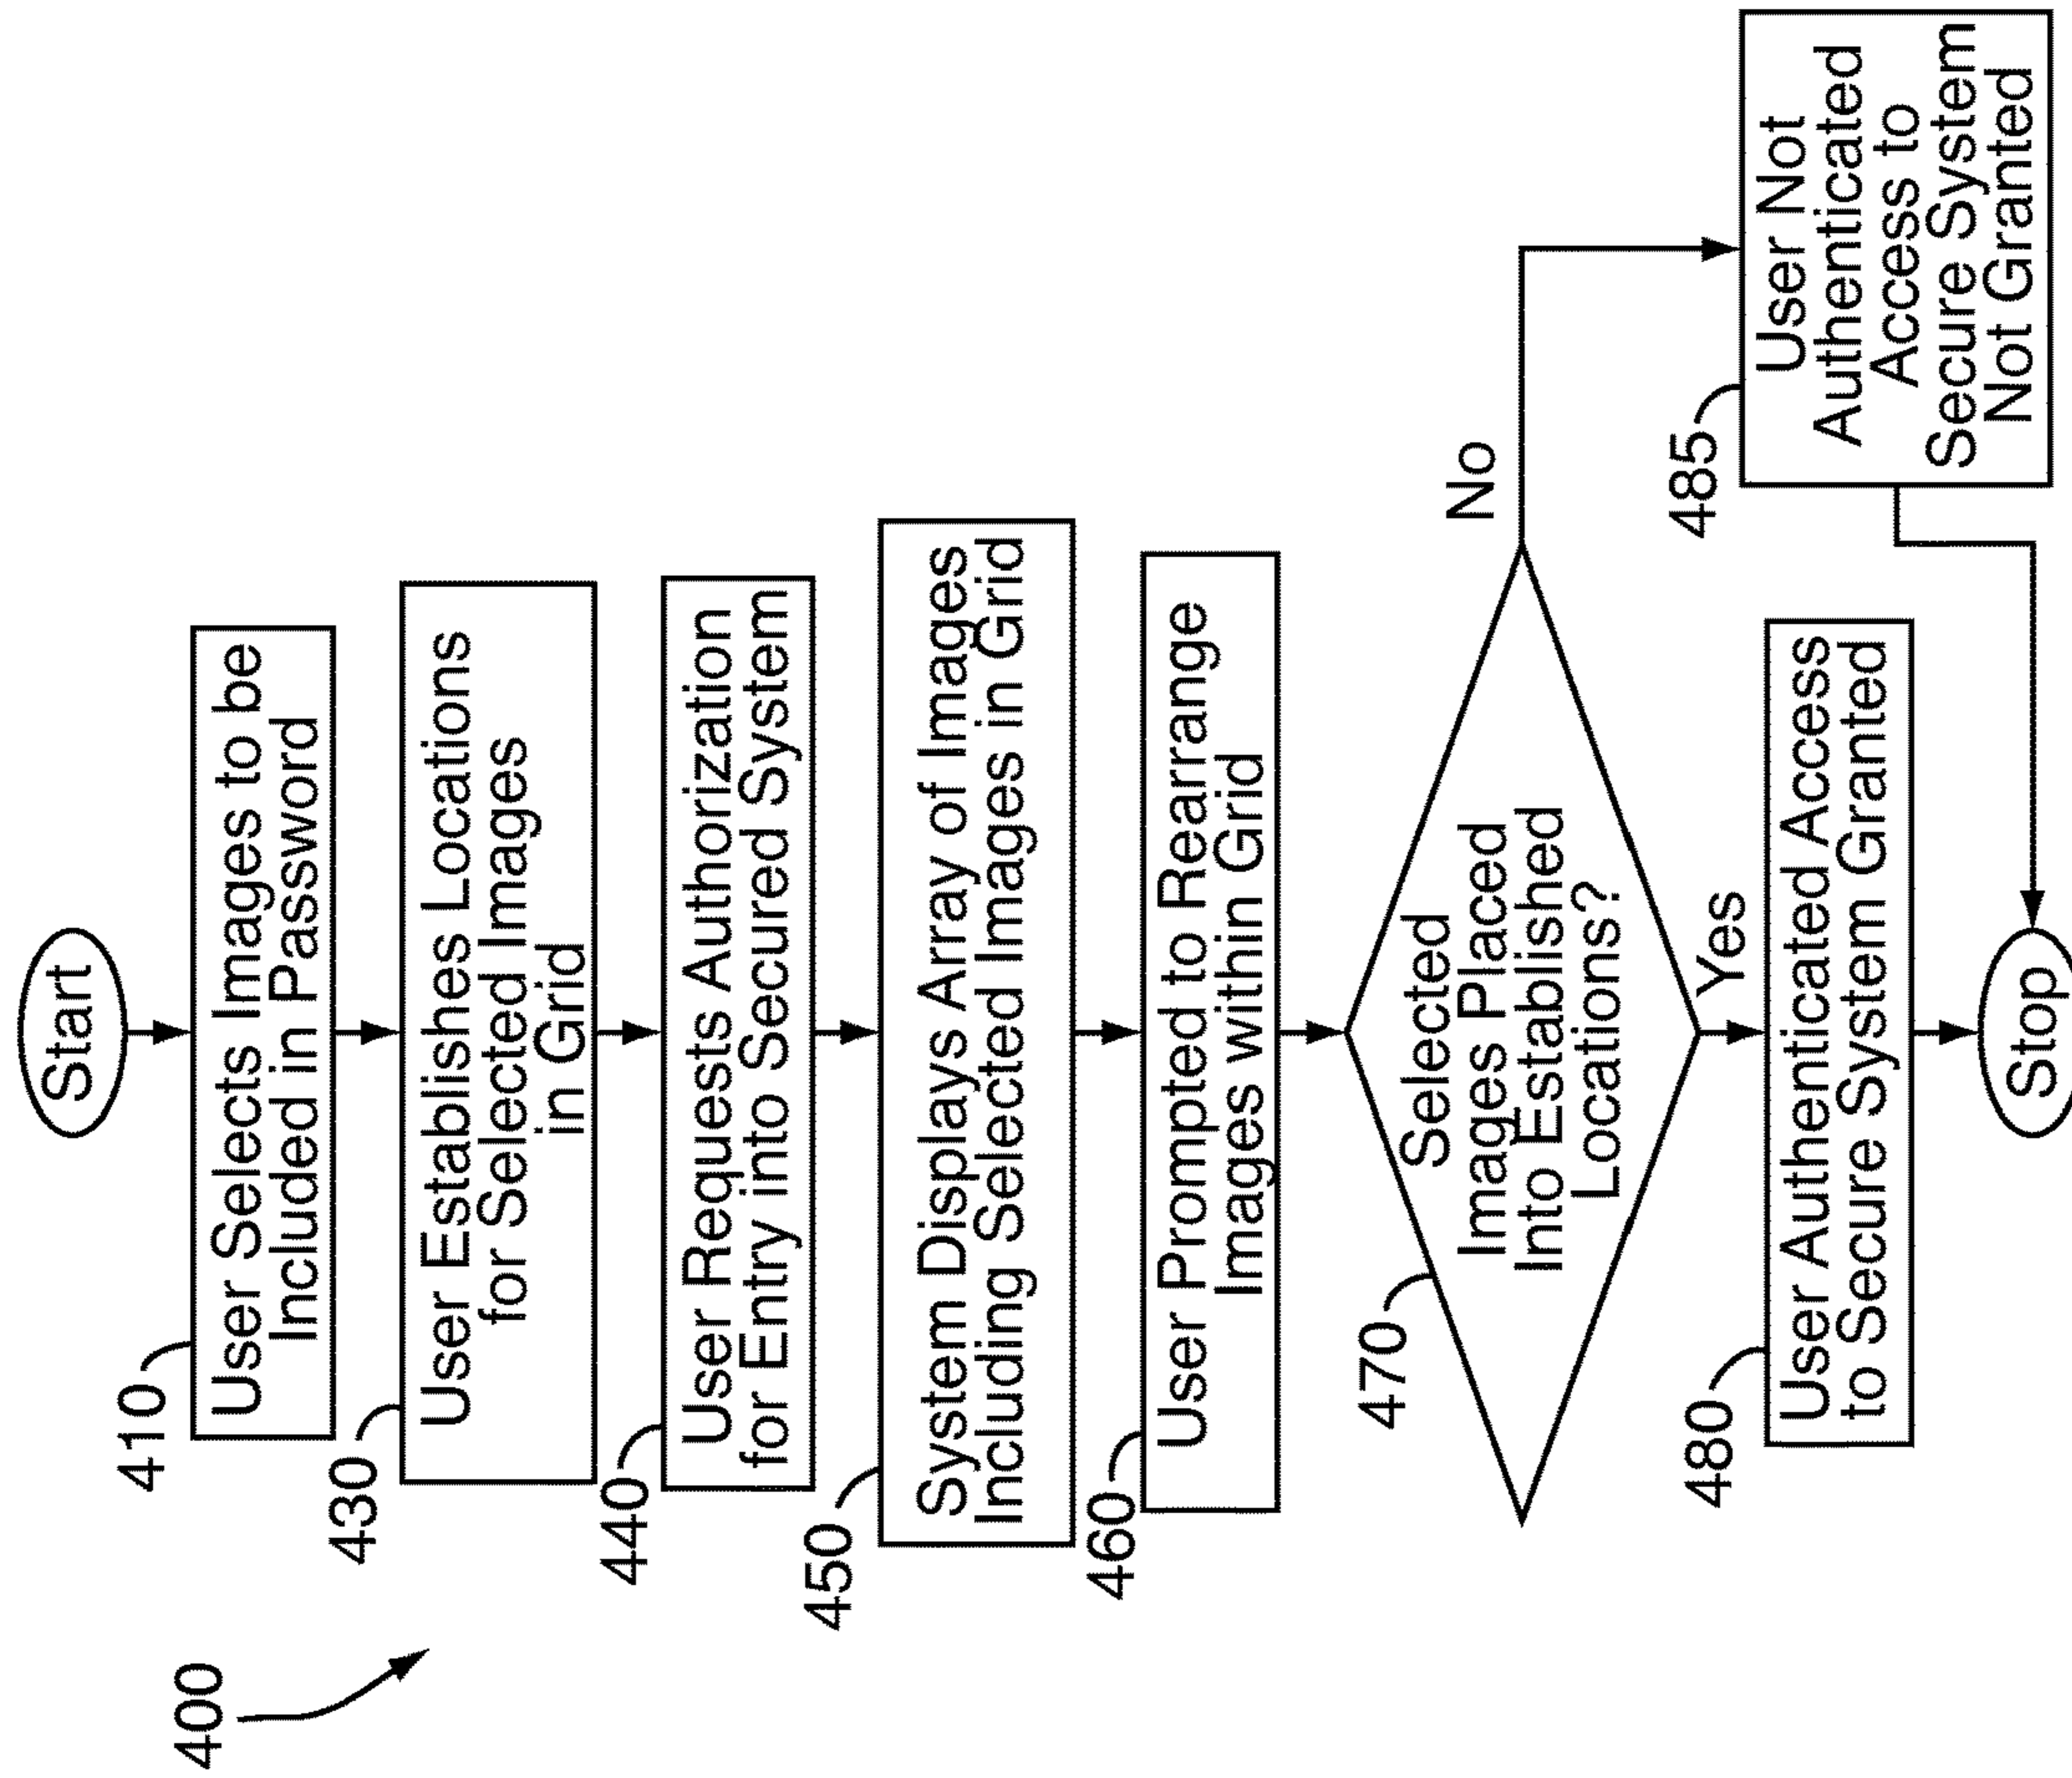 400
Start
410
User Selects Images to be
Included in Password
430
User Establishes Locations
for Selected Images
in Grid
440
User Requests Authorization
for Entry into Secured System
450
System Displays Array of Images
Including Selected Images in Grid
460
User Prompted to Rearrange
Images within Grid
470
Selected
Images Placed
Into Established
Locations?
No
Yes
480
User Authenticated Access
to Secure System Granted
485
User Not
Authenticated
Access to
Secure System
Not Granted
Stop